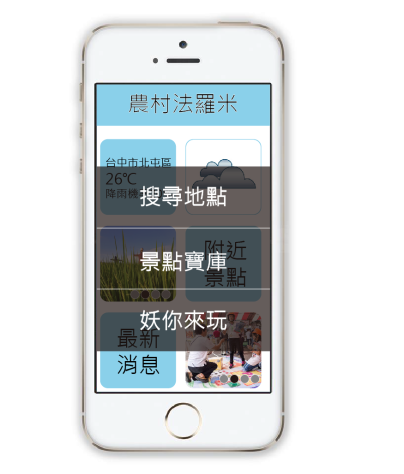 農村法羅米
台中市北屯區
26℃
降雨機
搜尋地點
景點寶庫
附近
景點
妖你來玩
最新
消息